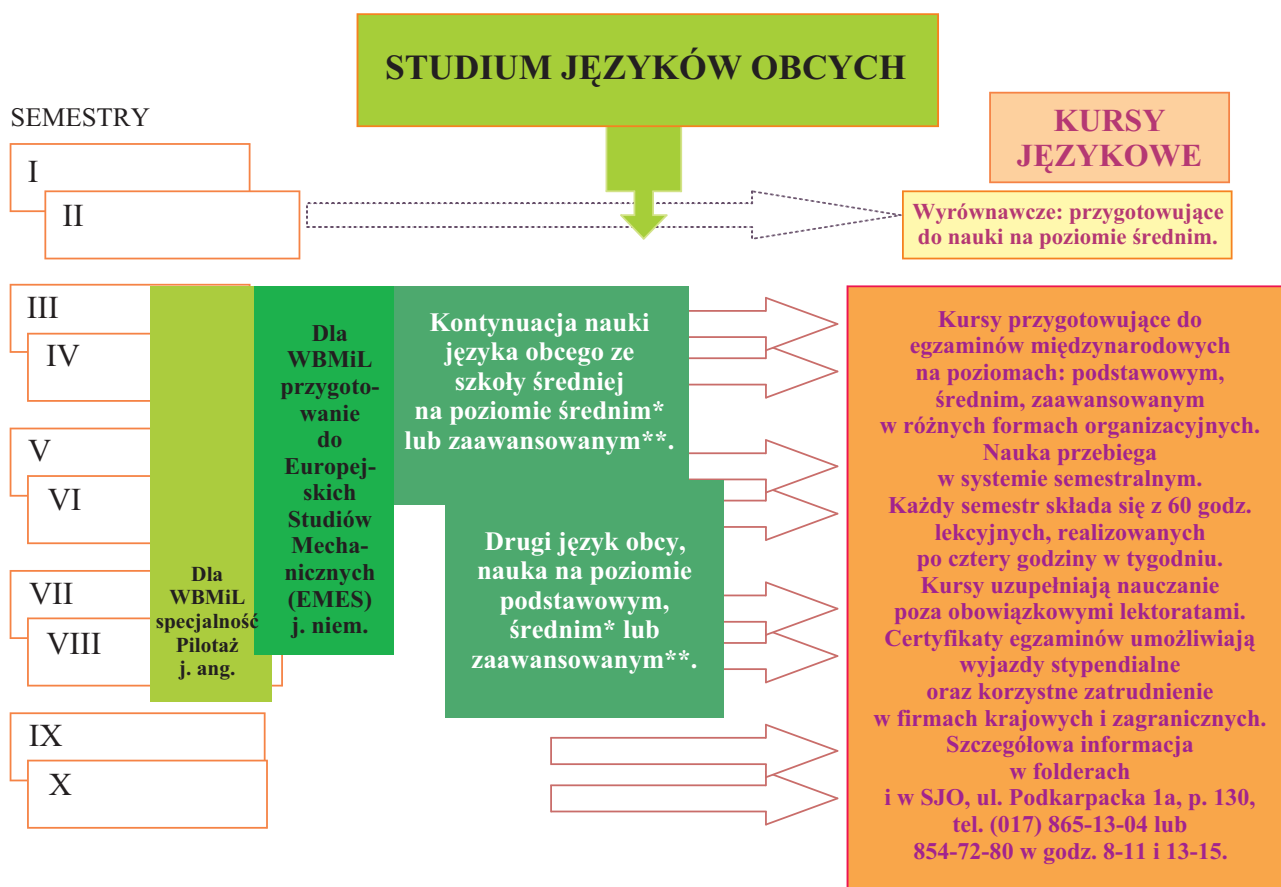 STUDIUM JĘZYKÓW OBCYCH
SEMESTRY
KURSY
JĘZYKOWE
I
II
Wyrównawcze: przygotowujące
do nauki na poziomie średnim.
III
IV
V
VI
VII
VIII
IX
X
Dla
WBMiL
specjalność
Pilotaż
j. ang.
Dla
WBMiL
przygoto-
wanie
do
Europej-
skich
Studiów
Mecha-
nicznych
(EMES)
j. niem.
Kontynuacja nauki
języka obcego ze
szkoły średniej
na poziomie średnim*
lub zaawansowanym**.
Drugi język obcy,
nauka na poziomie
podstawowym,
średnim* lub
zaawansowanym**.
Kursy przygotowujące do
egzaminów międzynarodowych
na poziomach: podstawowym,
średnim, zaawansowanym
w różnych formach organizacyjnych.
Nauka przebiega
w systemie semestralnym.
Każdy semestr składa się z 60 godz.
lekcyjnych, realizowanych
po cztery godziny w tygodniu.
Kursy uzupełniają nauczanie
poza obowiązkowymi lektoratami.
Certyfikaty egzaminów umożliwiają
wyjazdy stypendialne
oraz korzystne zatrudnienie
w firmach krajowych i zagranicznych.
Szczegółowa informacja
w folderach
i w SJO, ul. Podkarpacka 1a, p. 130,
tel. (017) 865-13-04 lub
854-72-80 w godz. 8-11 i 13-15.